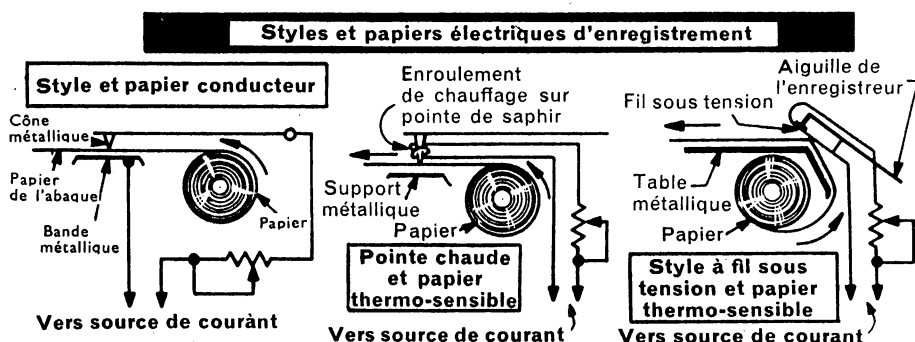 Styles et papiers électriques d'enregistrement
Style et papier conducteur
Cône
métallique
Papier
de l'abaque
Bande
métallique
Papier
Vers source de courànt
Enroulement
de chauffage sur
pointe de saphir
Support
métallique
Papier
Pointe chaude
et papier
thermo-sensible
Vers source de courant
Aiguille de
l'enregistreur
Fil sous tension
Table
métallique
Papier
Style à fil sous
tension et papier
thermo-sensible
Vers source de courant